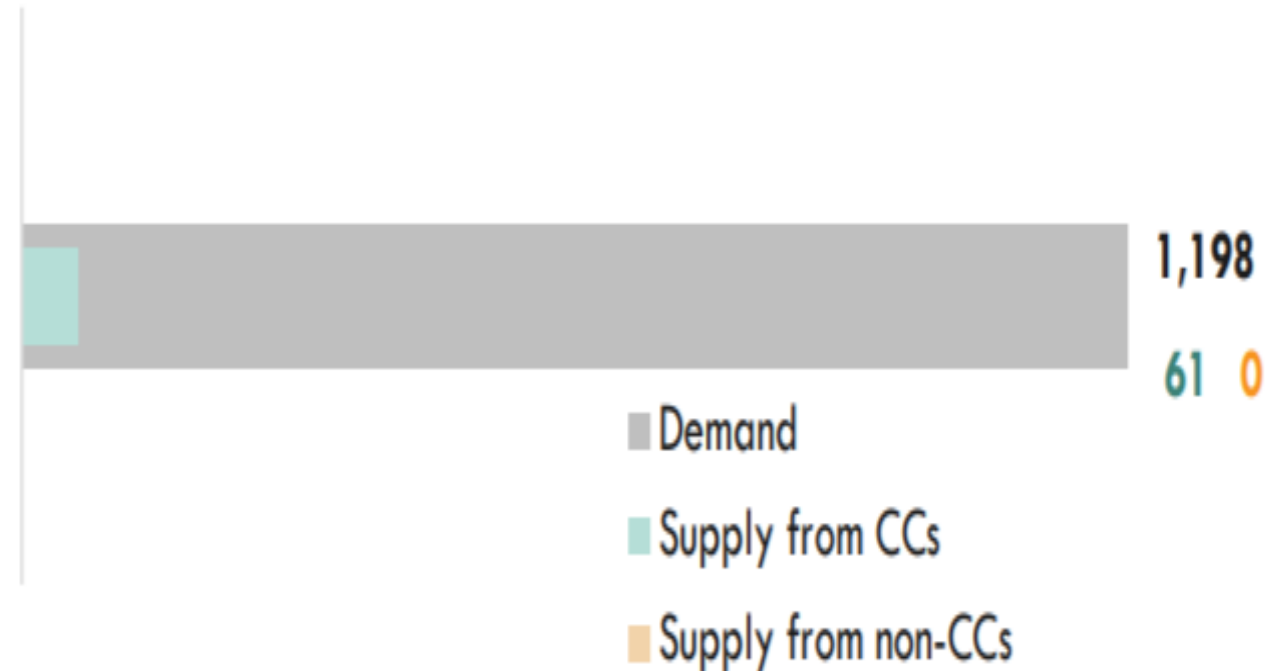 1,198
61 0
Demand
Supply from CCs
Supply from non-CCs